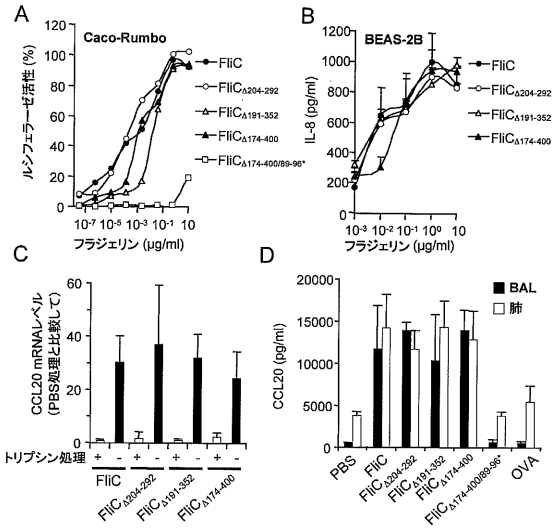 A
Caco-Rumbo
ルシフェラーゼ活性 (%)
120
100
80
60
40
20
0
10-7 10-5 10-3 10-1 10
フラジェリン (μg/ml)
FliC
FliCΔ204-292
FliCΔ191-352
FliCΔ174-400
FliCΔ174-400/89-96*
B
BEAS-2B
IL-8 (pg/ml)
1200
1000
800
600
400
200
0
10-3 10-2 10-1 100 10
フラジェリン (μg/ml)
FliC
FliCΔ204-292
FliCΔ191-352
FliCΔ174-400
C
CCL20 mRNAレベル
(PBS処理と比較して)
60
40
20
0
トリプシン処理 + - + - + - + -
FliC FliCΔ204-292 FliCΔ191-352 FliCΔ174-400
D
BAL
肺
CCL20 (pg/ml)
20000
15000
10000
5000
0
PBS FliC FliCΔ204-292 FliCΔ191-352 FliCΔ174-400 FliCΔ174-400/89-96* OVA